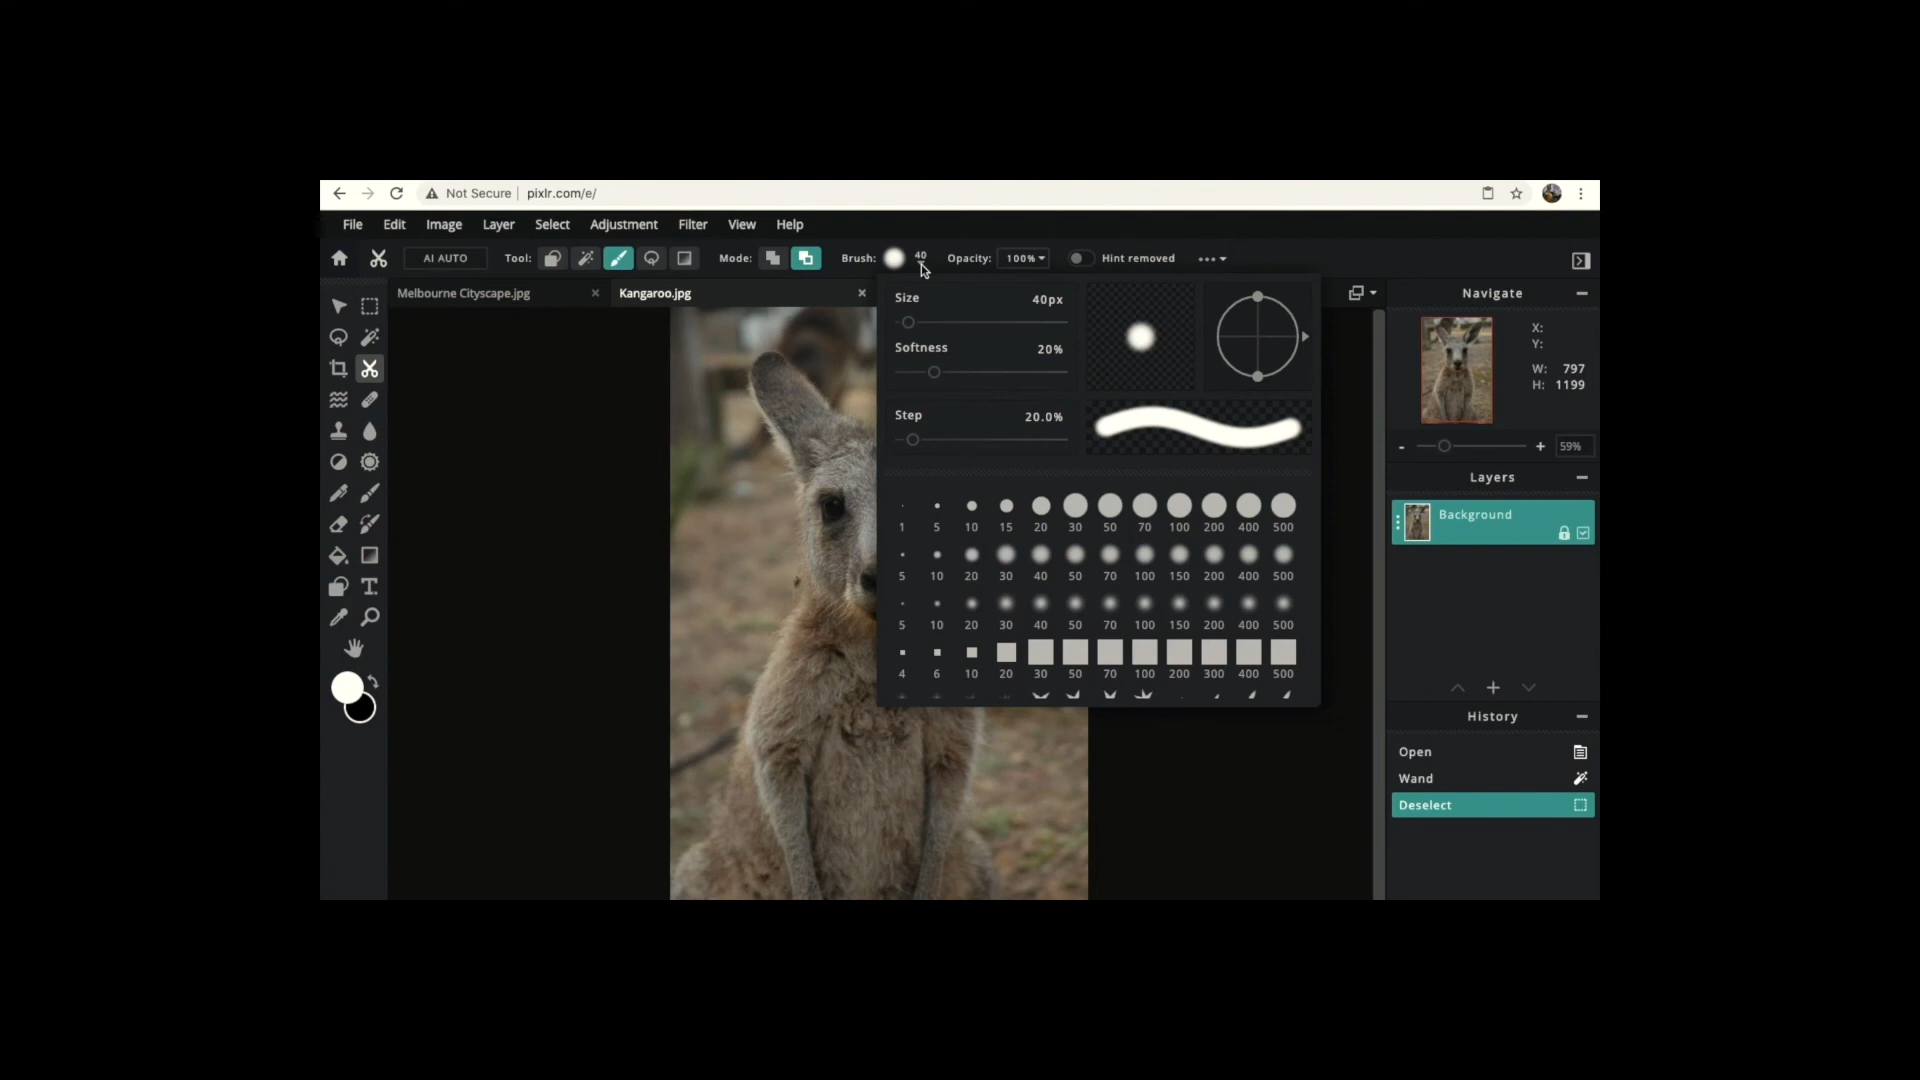 Not Secure pixlr.com/e/
File Edit Image Layer Select Adjustment Filter View Help
AI AUTO Tool: Mode: Brush: 40 Opacity: 100% Hint removed
Melbourne Cityscape.jpg Kangaroo.jpg Navigate
Size 40px
Softness 20%
Step 20.0%
1 5 10 15 20 30 50 70 100 200 400 500
5 10 20 30 40 50 70 100 150 200 400 500
5 10 20 30 40 50 70 100 150 200 400 500
4 6 10 20 30 50 70 100 200 300 400 500
X:
Y:
W: 797
H: 1199
- + 59%
Layers
Background
History
Open
Wand
Deselect